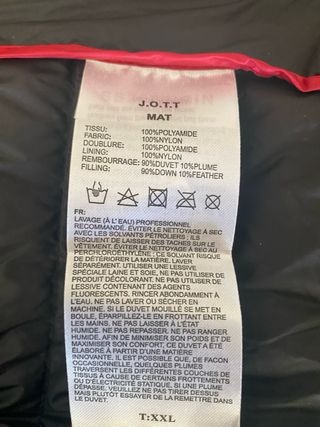 J.O.T.T
MAT
TISSU: 100%POLYAMIDE
FABRIC: 100%NYLON
DOUBLURE: 100%POLYAMIDE
LINING: 100%NYLON
REMBOURRAGE: 90%DUVET 10%PLUME
FILLING: 90%DOWN 10%FEATHER
FR:
LAVAGE (À L' EAU) PROFESSIONNEL
RECOMMANDÉ. ÉVITER LE NETTOYAGE À SEC
AVEC LES SOLVANTS PÉTROLIERS : ILS
RISQUENT DE LAISSER DES TACHES SUR LE
VÊTEMENT. ÉVITER LE NETTOYAGE À SEC AU
PERCHLOROÉTHYLÈNE : CE SOLVANT RISQUE
DE DÉTÉRIORER LA MATIÈRE. LAVER
SÉPARÉMENT. UTILISER UNE LESSIVE
SPÉCIALE LAINE ET SOIE, NE PAS UTILISER DE
PRODUIT DÉCOLORANT. NE PAS UTILISER DE
LESSIVE CONTENANT DES AGENTS
FLUORESCENTS. RINCER ABONDAMMENT À
L'EAU. NE PAS LAVER OU SÉCHER EN
MACHINE. SI LE DUVET MOUILLÉ SE MET EN
BOULE, ÉPARPILLEZ-LE EN FROTTANT ENTRE
LES MAINS. NE PAS LAISSER À L'ÉTAT
HUMIDE. NE PAS REPASSER. NE PAS RANGER
HUMIDE. AFIN DE MINIMISER SON POIDS ET DE
MAXIMISER SON CONFORT, CE DUVET A ÉTÉ
ÉLABORÉ À PARTIR D'UNE MATIÈRE
INNOVANTE. IL EST POSSIBLE QUE, DE FAÇON
OCCASIONNELLE, QUELQUES PLUMES
TRAVERSENT LES DIFFÉRENTES COUCHES DE
TISSUS À CAUSE DE CERTAINS FROTTEMENTS
OU D'ÉLECTRICITÉ STATIQUE. SI UNE PLUME
DÉPASSE, VEUILLEZ NE PAS TIRER DESSUS
MAIS PLUTÔT ESSAYER DE LA REMETTRE DANS
LE DUVET.
T:XXL